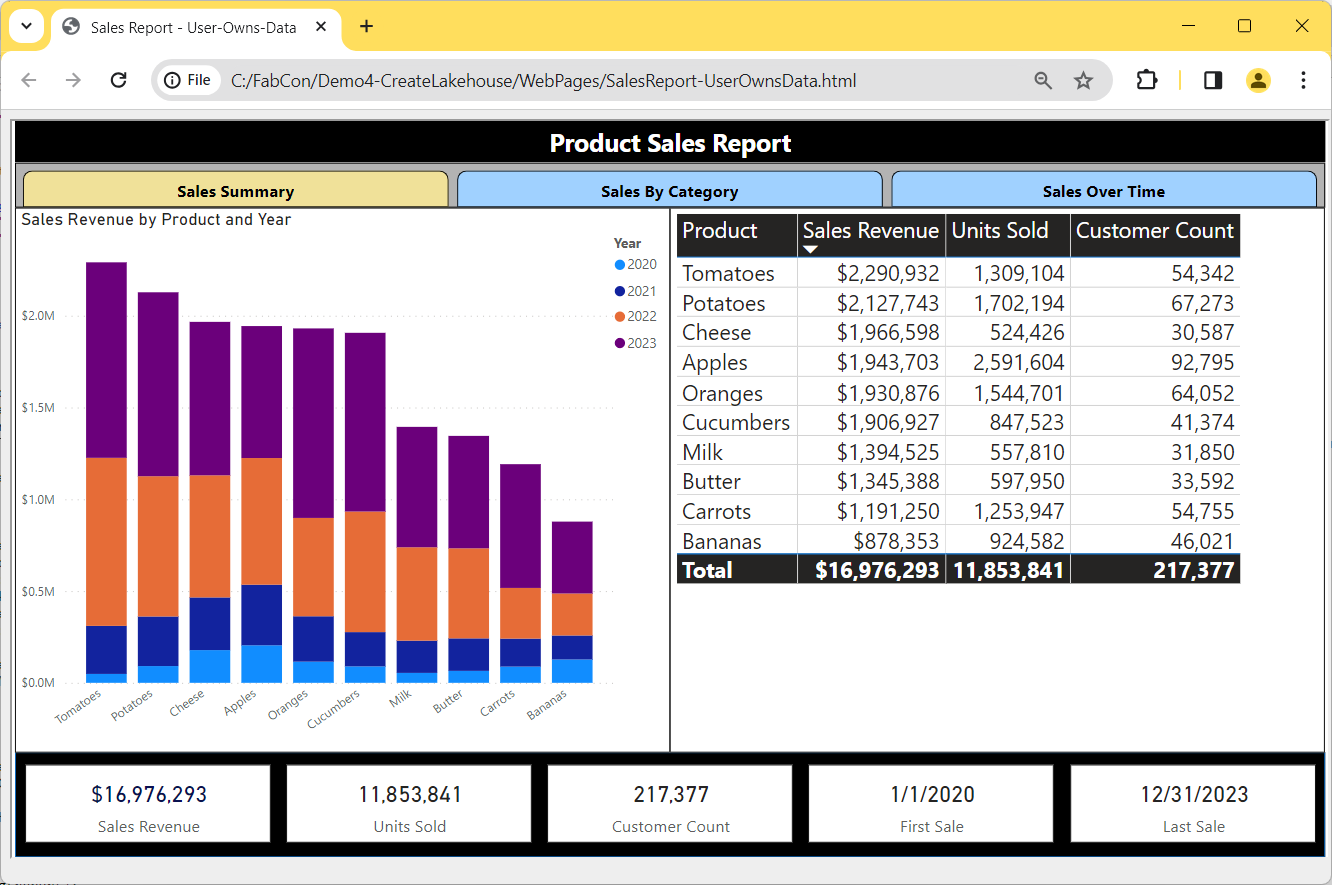 Sales Report - User-Owns-Data
File C:/FabCon/Demo4-CreateLakehouse/WebPages/SalesReport-UserOwnsData.html
Product Sales Report
Sales Summary Sales By Category Sales Over Time
Sales Revenue by Product and Year
Year
2020
2021
2022
2023
$2.0M
$1.5M
$1.0M
$0.5M
$0.0M
Tomatoes Potatoes Cheese Apples Oranges Cucumbers Milk Butter Carrots Bananas
Product Sales Revenue Units Sold Customer Count
Tomatoes $2,290,932 1,309,104 54,342
Potatoes $2,127,743 1,702,194 67,273
Cheese $1,966,598 524,426 30,587
Apples $1,943,703 2,591,604 92,795
Oranges $1,930,876 1,544,701 64,052
Cucumbers $1,906,927 847,523 41,374
Milk $1,394,525 557,810 31,850
Butter $1,345,388 597,950 33,592
Carrots $1,191,250 1,253,947 54,755
Bananas $878,353 924,582 46,021
Total $16,976,293 11,853,841 217,377
$16,976,293 11,853,841 217,377 1/1/2020 12/31/2023
Sales Revenue Units Sold Customer Count First Sale Last Sale